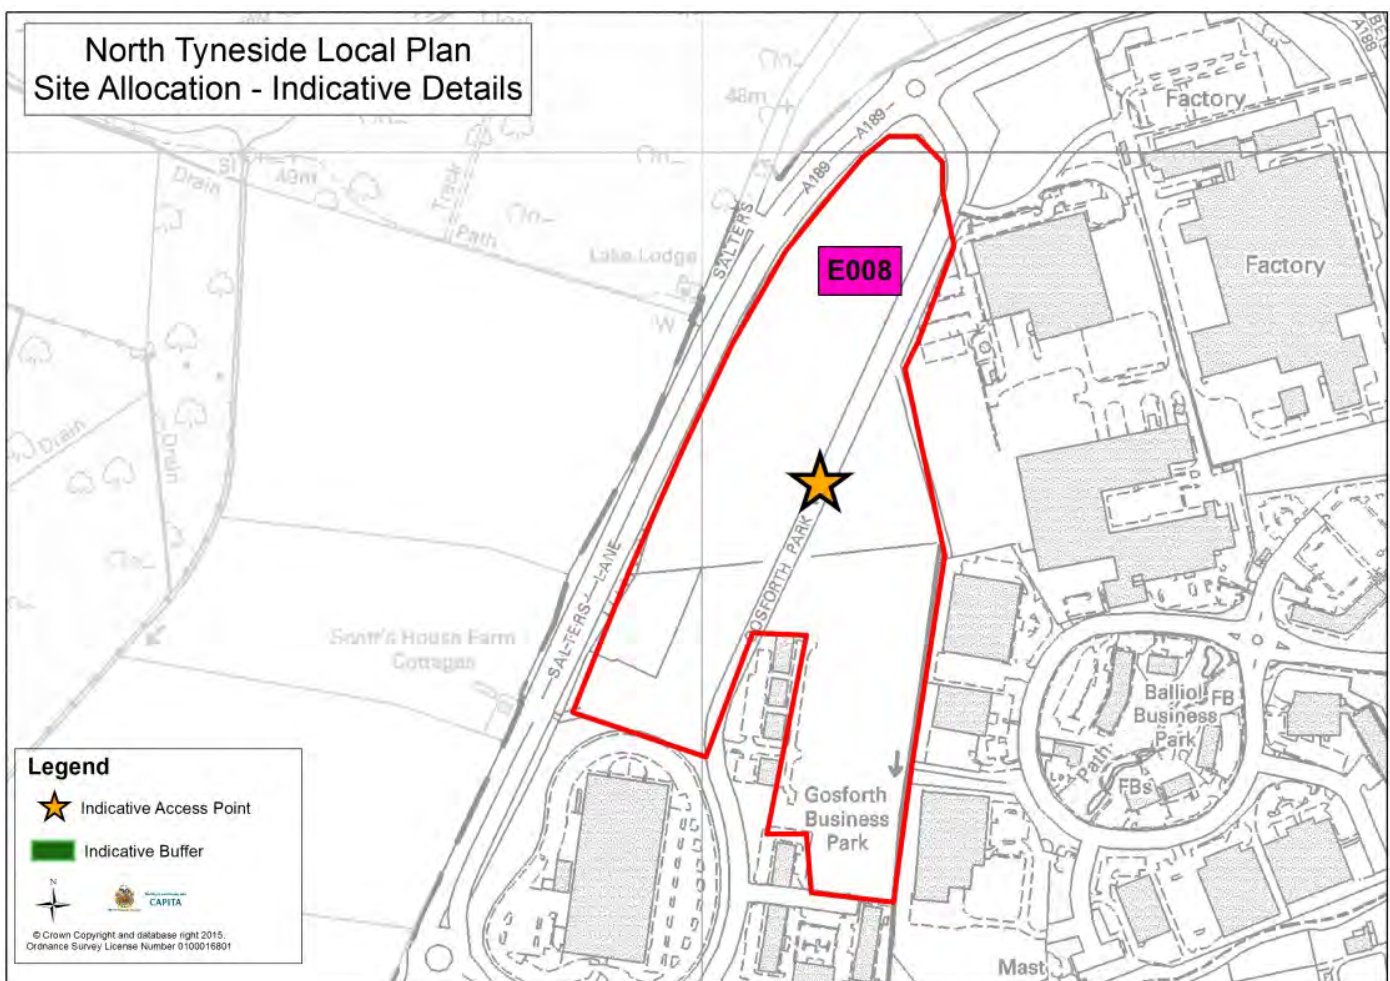 North Tyneside Local Plan
Site Allocation - Indicative Details
A188
Factory
48m
A189
A189
Drain
49m
Track
Path
SALTERS
Lake Lodge
W
E008
Factory
Drain
Drain
GOSFORTH PARK
SALTERS LANE
Scott's House Farm
Cottages
Balliol
Business
Park
FB
Path
FBs
Gosforth
Business
Park
Mast
Legend
Indicative Access Point
Indicative Buffer
N
CAPITA
© Crown Copyright and database right 2015.
Ordnance Survey License Number 0100016801